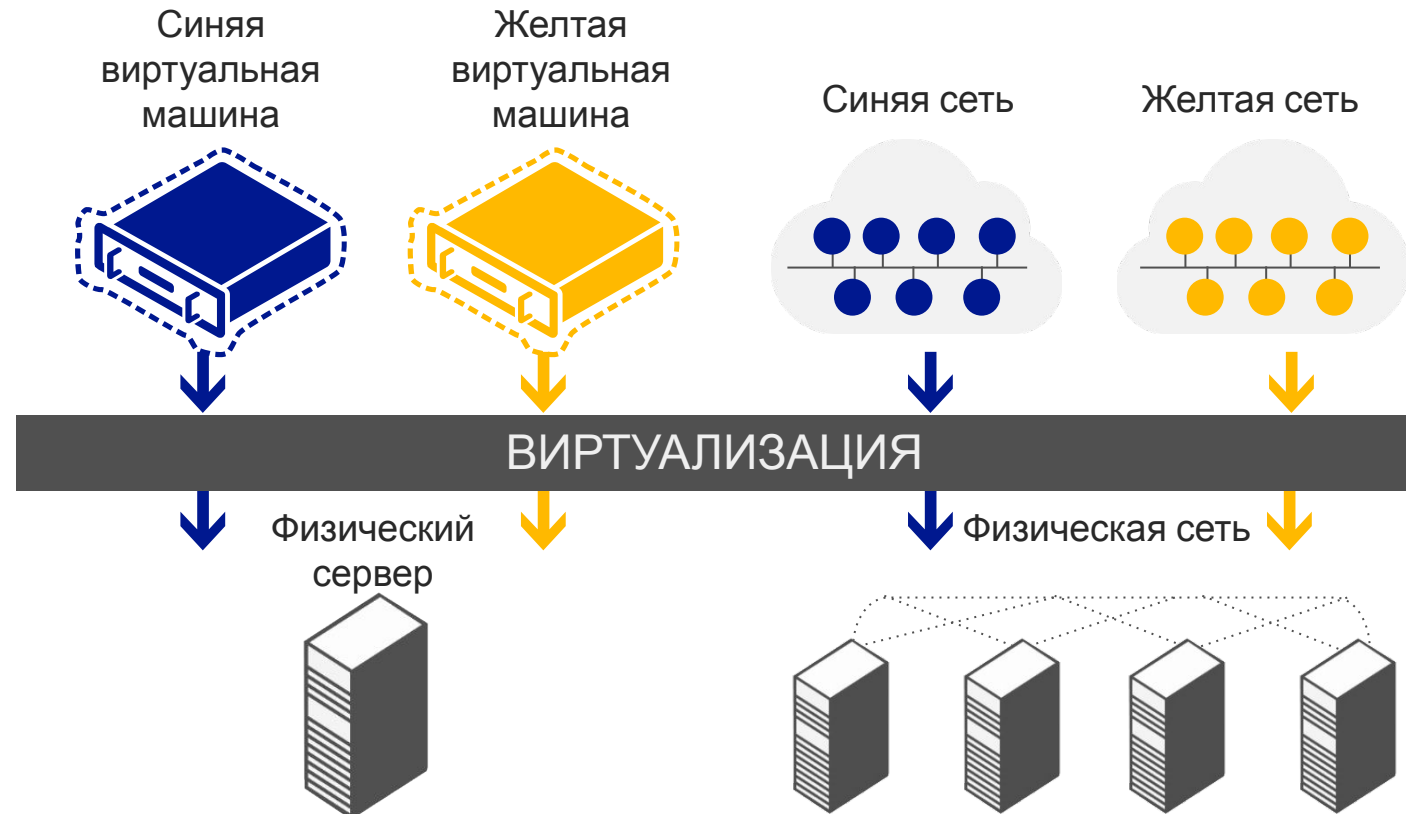 Синяя
виртуальная
машина
Желтая
виртуальная
машина
Синяя сеть
Желтая сеть
ВИРТУАЛИЗАЦИЯ
Физический
сервер
Физическая сеть